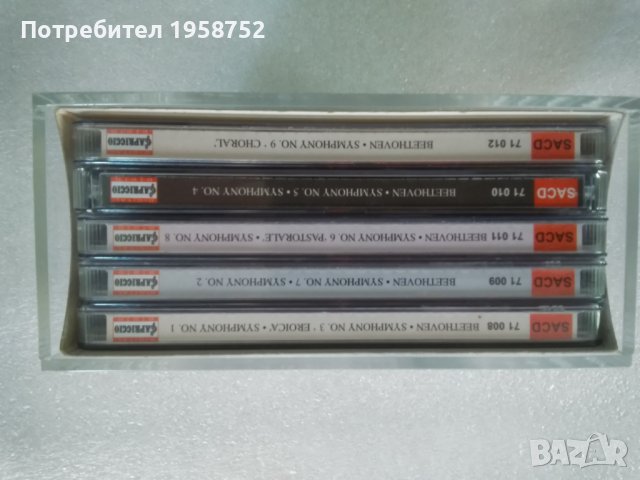 Потребител 1958752
SACD 71 012 BEETHOVEN • SYMPHONY NO. 9 ' CHORAL' CAPRICCIO
SACD 71 010 BEETHOVEN • SYMPHONY NO. 5 • SYMPHONY NO. 4 CAPRICCIO
SACD 71 011 BEETHOVEN • SYMPHONY NO. 6 'PASTORALE' • SYMPHONY NO. 8 CAPRICCIO
SACD 71 009 BEETHOVEN • SYMPHONY NO. 7 • SYMPHONY NO. 2 CAPRICCIO
SACD 71 008 BEETHOVEN • SYMPHONY NO. 3 ' EROICA' • SYMPHONY NO. 1 CAPRICCIO
BAZAR